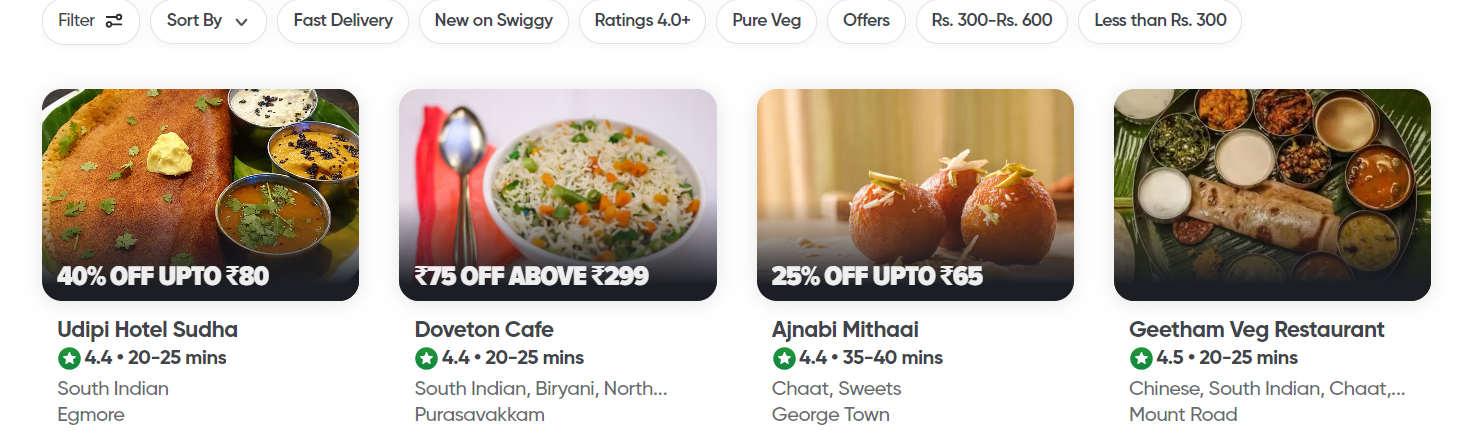 Filter
Sort By
Fast Delivery
New on Swiggy
Ratings 4.0+
Pure Veg
Offers
Rs. 300-Rs. 600
Less than Rs. 300
40% OFF UPTO ₹80
Udipi Hotel Sudha
4.4 • 20-25 mins
South Indian
Egmore
₹75 OFF ABOVE ₹299
Doveton Cafe
4.4 • 20-25 mins
South Indian, Biryani, North...
Purasavakkam
25% OFF UPTO ₹65
Ajnabi Mithaai
4.4 • 35-40 mins
Chaat, Sweets
George Town
Geetham Veg Restaurant
4.5 • 20-25 mins
Chinese, South Indian, Chaat,...
Mount Road